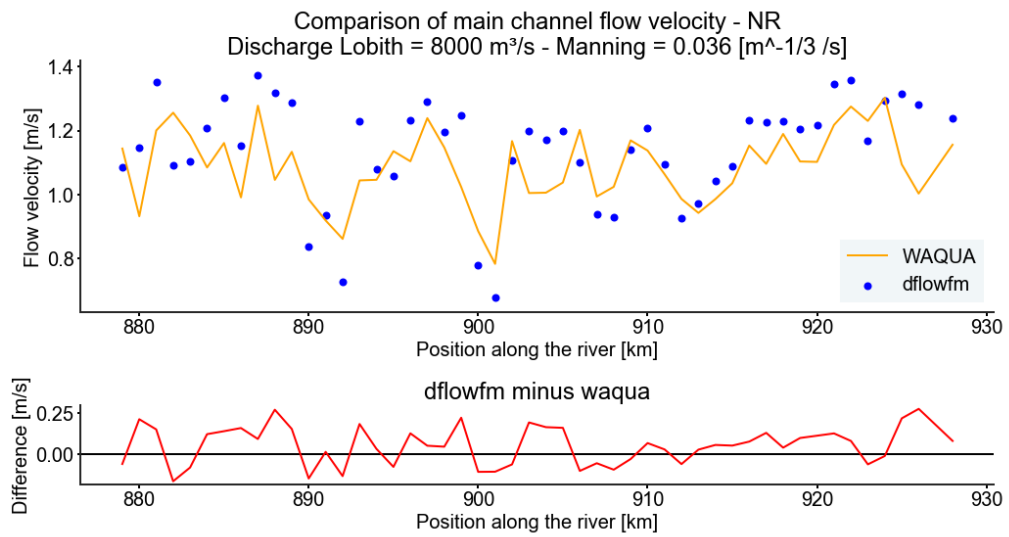 Comparison of main channel flow velocity - NR
Discharge Lobith = 8000 m³/s - Manning = 0.036 [m^-1/3 /s]
Flow velocity [m/s]
1.4
1.2
1.0
0.8
WAQUA
dflowfm
880 890 900 910 920 930
Position along the river [km]
dflowfm minus waqua
Difference [m/s]
0.25
0.00
880 890 900 910 920 930
Position along the river [km]